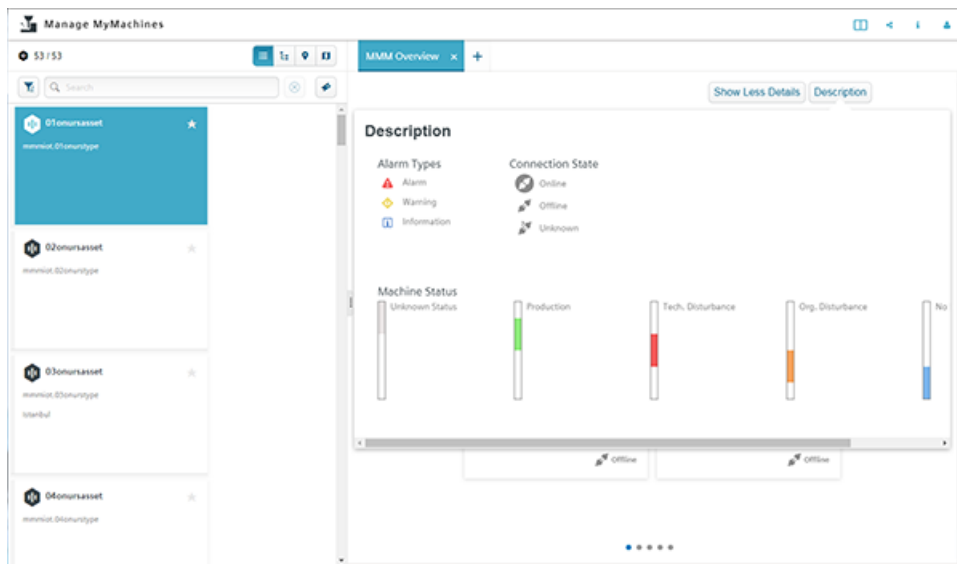 Manage MyMachines
53 / 53
MMM Overview × +
Search
Show Less Details Description
01onursasset
mmmiot.01onurstype
02onursasset
mmmiot.02onurstype
03onursasset
mmmiot.03onurstype
Istanbul
04onursasset
mmmiot.04onurstype
Description
Alarm Types
Alarm
Warning
Information
Connection State
Online
Offline
Unknown
Machine Status
Unknown Status
Production
Tech. Disturbance
Org. Disturbance
No
Offline
Offline